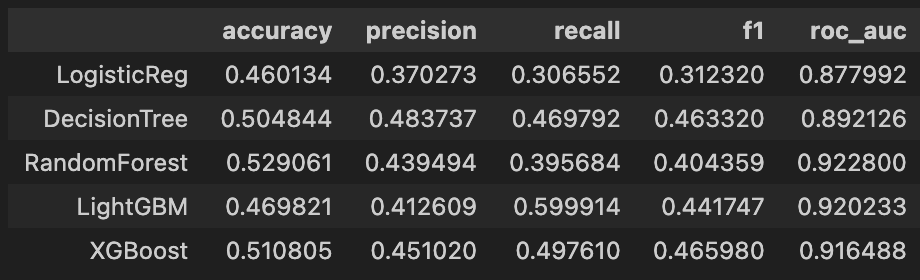 accuracy precision recall f1 roc_auc
LogisticReg 0.460134 0.370273 0.306552 0.312320 0.877992
DecisionTree 0.504844 0.483737 0.469792 0.463320 0.892126
RandomForest 0.529061 0.439494 0.395684 0.404359 0.922800
LightGBM 0.469821 0.412609 0.599914 0.441747 0.920233
XGBoost 0.510805 0.451020 0.497610 0.465980 0.916488